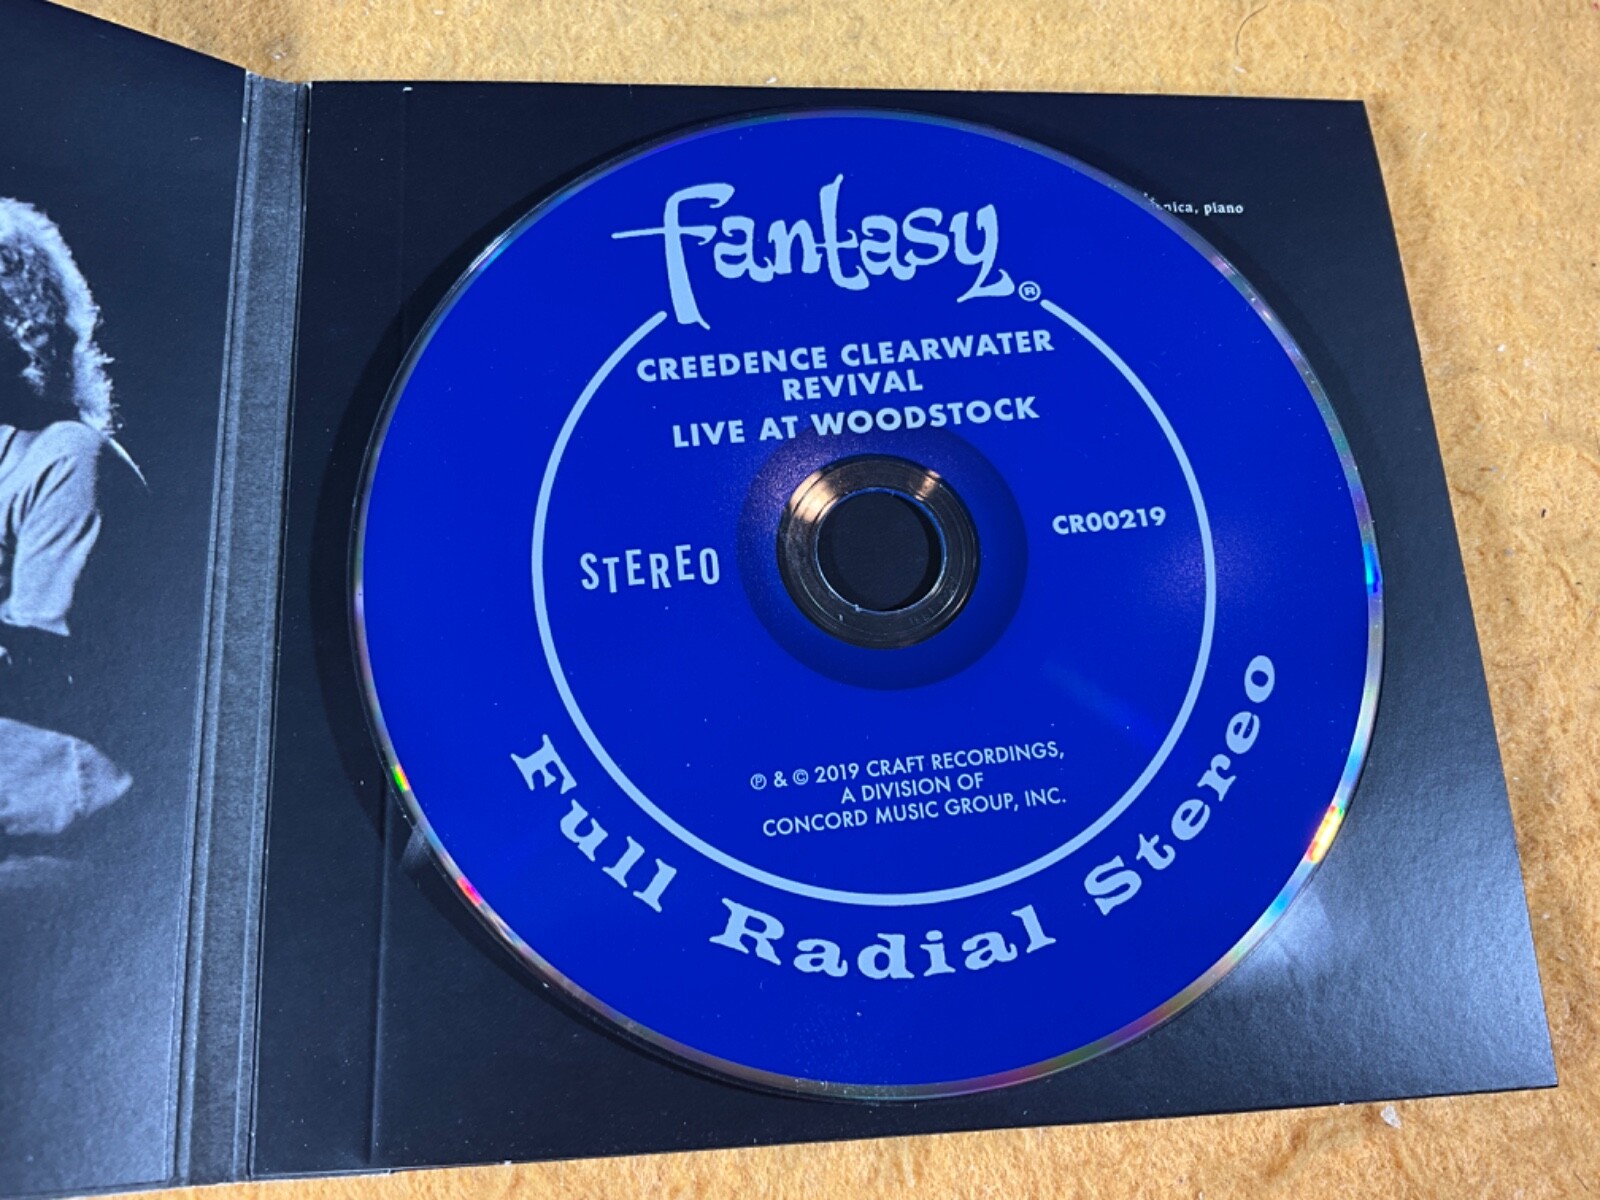 fantasy®
piano
CREEDENCE CLEARWATER
REVIVAL
LIVE AT WOODSTOCK
CR00219
STEREO
℗ & © 2019 CRAFT RECORDINGS,
A DIVISION OF
CONCORD MUSIC GROUP, INC.
Full Radial Stereo